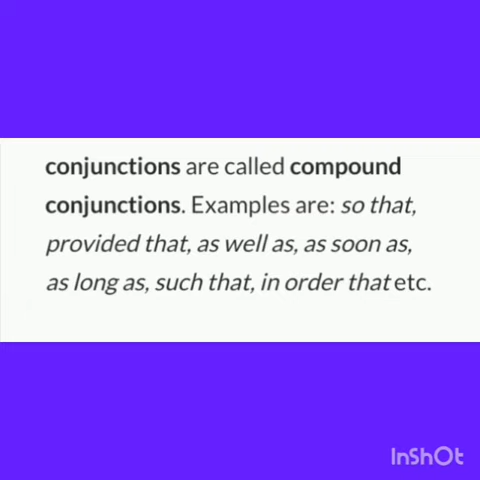 conjunctions are called compound
conjunctions. Examples are: so that,
provided that, as well as, as soon as,
as long as, such that, in order that etc.
InShOt